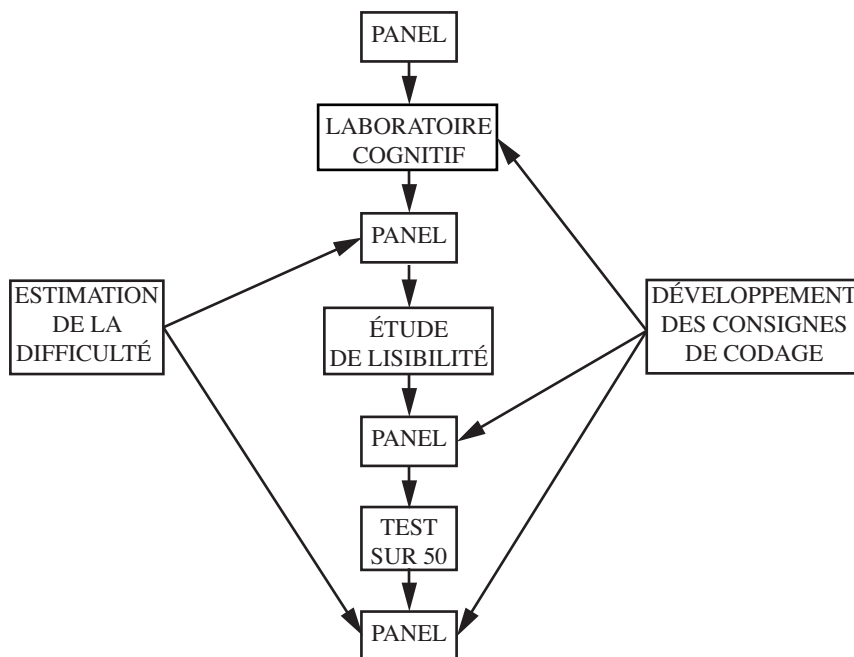 PANEL
LABORATOIRE
COGNITIF
PANEL
ESTIMATION
DE LA
DIFFICULTÉ
DÉVELOPPEMENT
DES CONSIGNES
DE CODAGE
ÉTUDE
DE LISIBILITÉ
PANEL
TEST
SUR 50
PANEL